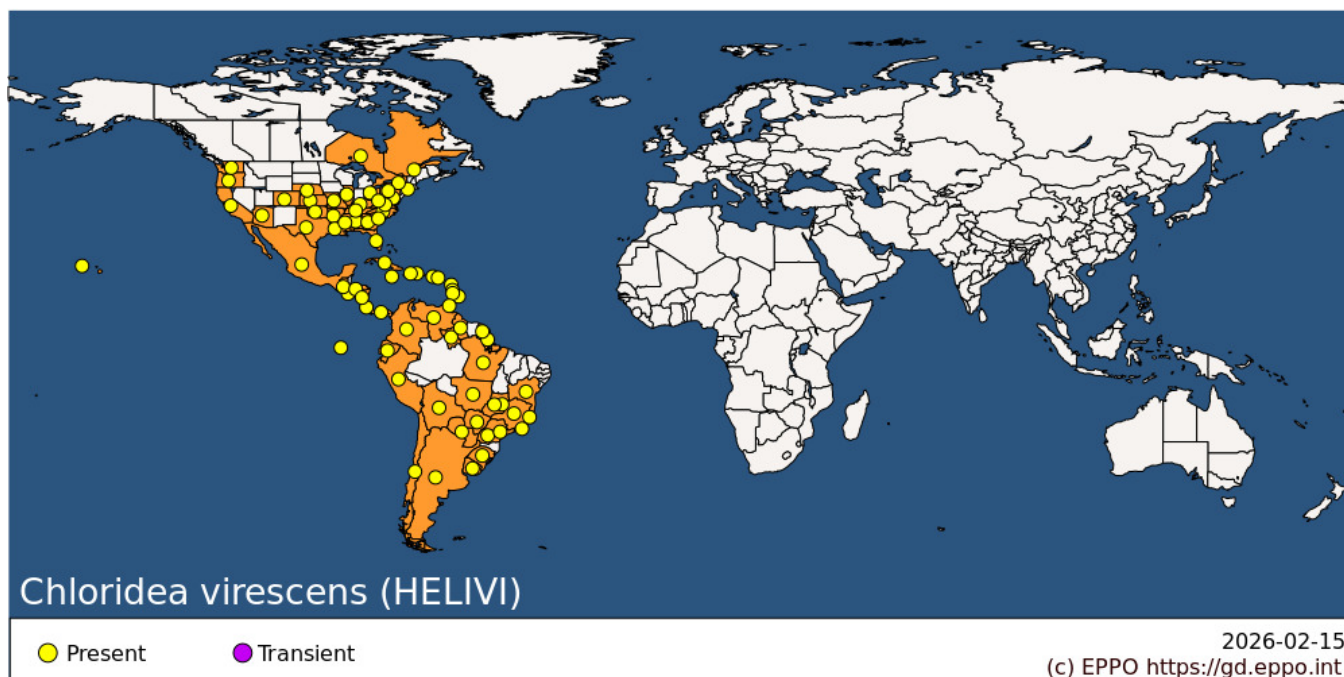 Chloridea virescens (HELIVI)
Present
Transient
2026-02-15
(c) EPPO https://gd.eppo.int